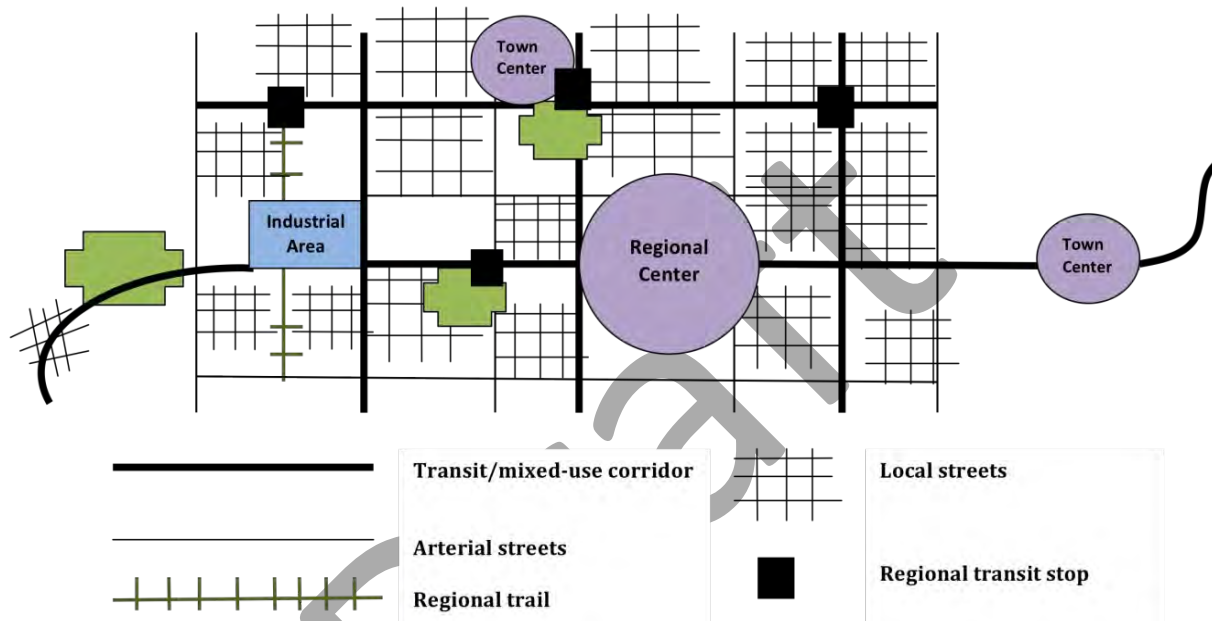 Town
Center
Industrial
Area
Regional
Center
Town
Center
Transit/mixed-use corridor
Local streets
Arterial streets
Regional transit stop
Regional trail
Draft